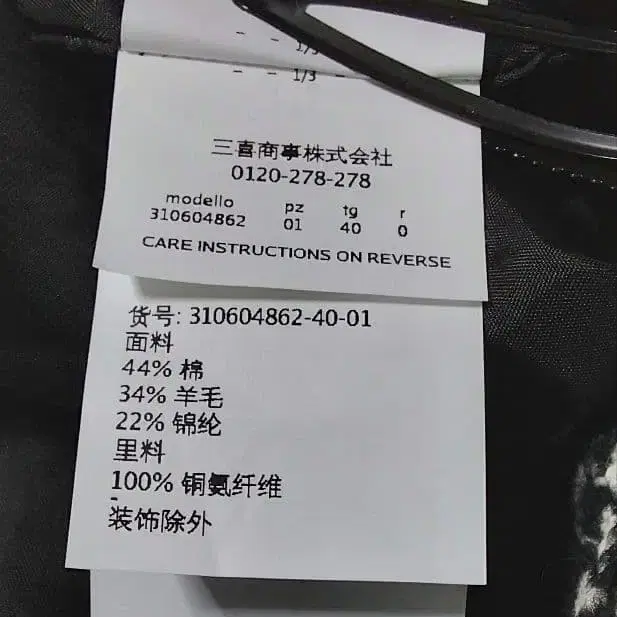 - - 1/3
- - 1/3 -
三喜商事株式会社
0120-278-278
modello pz tg r
310604862 01 40 0
CARE INSTRUCTIONS ON REVERSE
货号: 310604862-40-01
面料
44% 棉
34% 羊毛
22% 锦纶
里料
100% 铜氨纤维
-
装饰除外